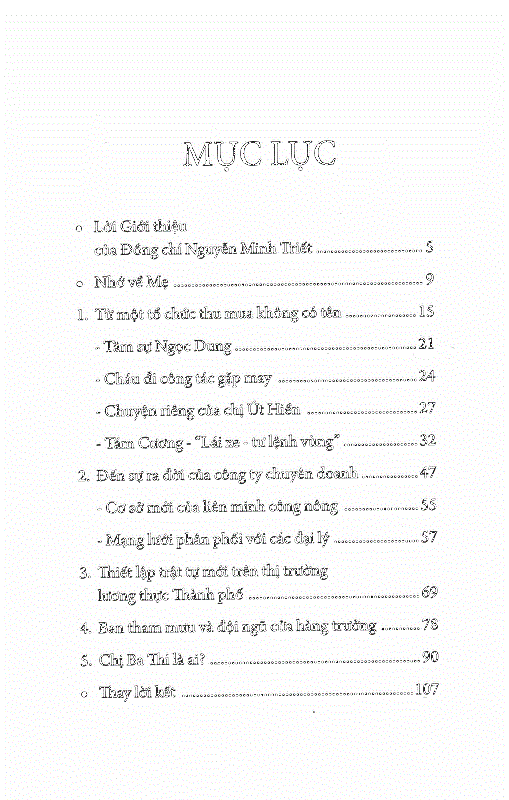 MỤC LỤC
○ Lời Giới thiệu
của Đồng chí Nguyễn Minh Triết ........................... 5
○ Nhớ về Mẹ ............................................................... 9
1. Từ một tổ chức thu mua không có tên .................. 15
- Tâm sự Ngọc Dung .............................................. 21
- Cháu đi công tác gặp may ................................... 24
- Chuyện riêng của chị Út Hiền ............................ 27
- Tám Cương - “Lái xe - tư lệnh vùng” ................... 32
2. Đến sự ra đời của công ty chuyên doanh .............. 47
- Cơ sở mới của liên minh công nông ................... 55
- Mạng lưới phân phối với các đại lý ..................... 57
3. Thiết lập trật tự mới trên thị trường
lương thực Thành phố ........................................... 69
4. Ban tham mưu và đội ngũ cửa hàng trưởng .......... 78
5. Chị Ba Thi là ai? ..................................................... 90
○ Thay lời kết .......................................................... 107